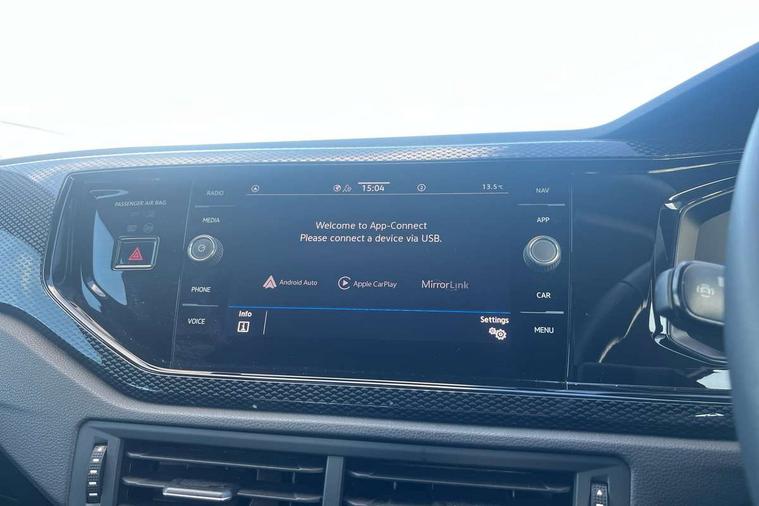 PASSENGER AIR BAG
RADIO
MEDIA
PHONE
VOICE
15:04
13.5°c
Welcome to App-Connect
Please connect a device via USB.
Android Auto
Apple CarPlay
MirrorLink
Info
Settings
NAV
APP
CAR
MENU